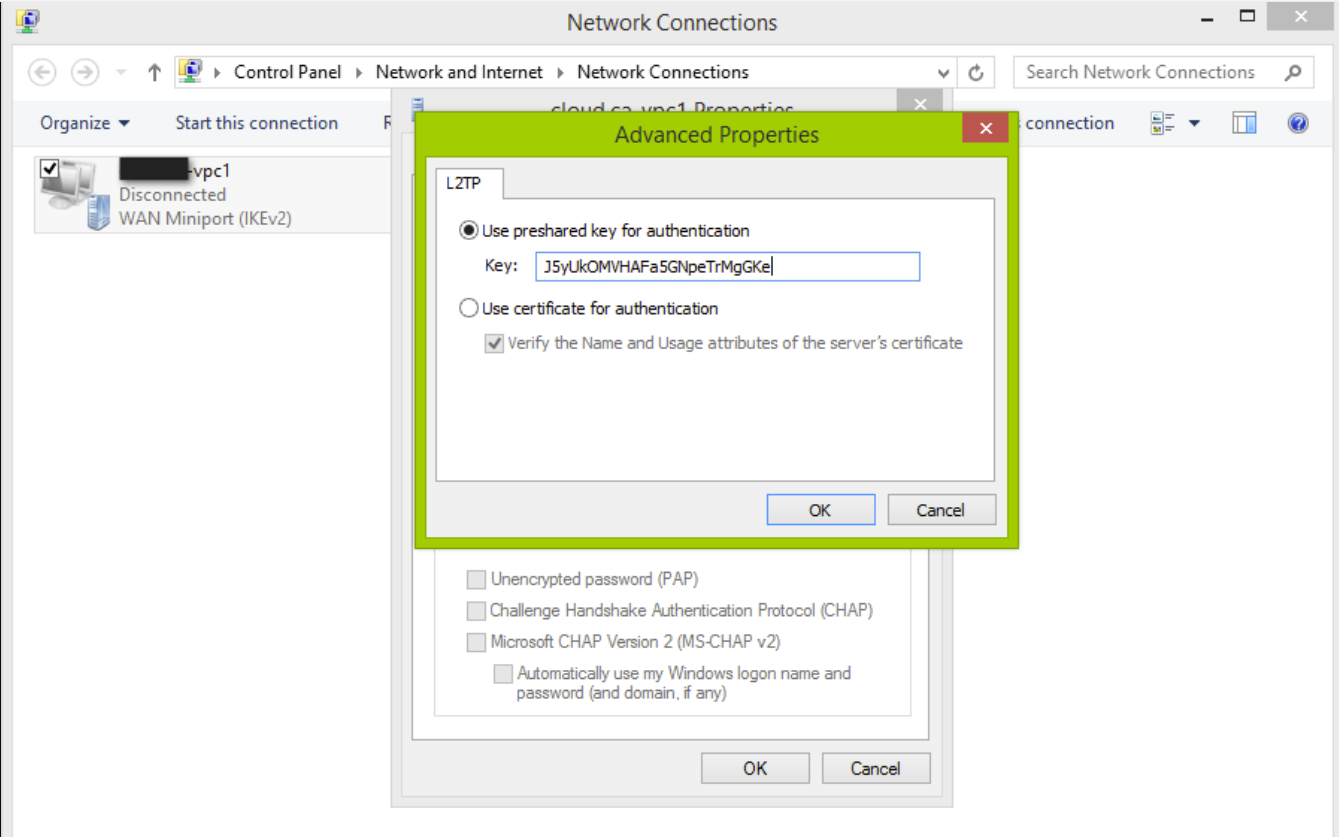 Network Connections
Control Panel Network and Internet Network Connections
Search Network Connections
Organize
Start this connection
connection
cloud.ca-vpc1 Properties
Advanced Properties
-vpc1
Disconnected
WAN Miniport (IKEv2)
L2TP
Use preshared key for authentication
Key: J5yUkOMVHAFa5GNpeTrMgGKe
Use certificate for authentication
Verify the Name and Usage attributes of the server's certificate
OK Cancel
Unencrypted password (PAP)
Challenge Handshake Authentication Protocol (CHAP)
Microsoft CHAP Version 2 (MS-CHAP v2)
Automatically use my Windows logon name and
password (and domain, if any)
OK Cancel